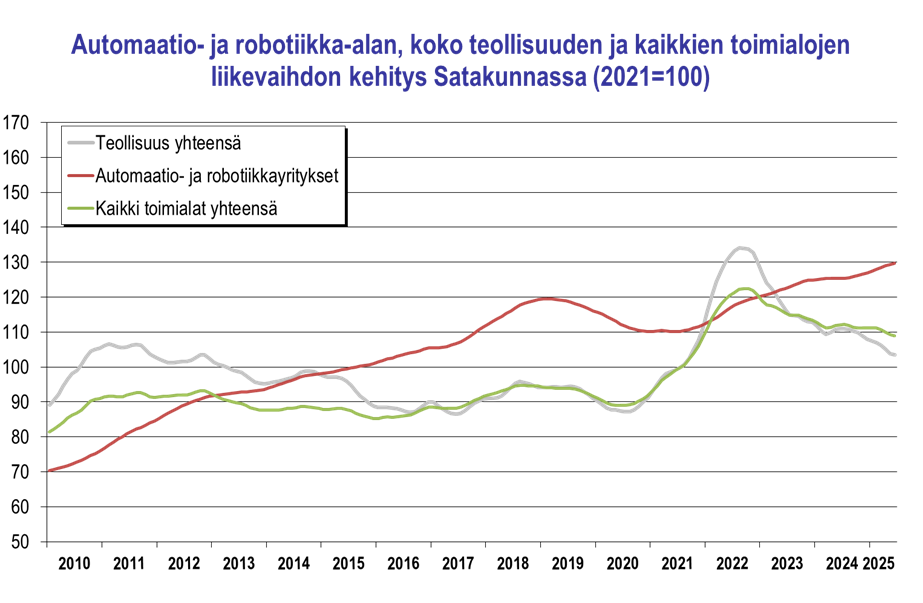 Automaatio- ja robotiikka-alan, koko teollisuuden ja kaikkien toimialojen
liikevaihdon kehitys Satakunnassa (2021=100)
170
160
150
140
130
120
110
100
90
80
70
60
50
Teollisuus yhteensä
Automaatio- ja robotiikkayritykset
Kaikki toimialat yhteensä
2010 2011 2012 2013 2014 2015 2016 2017 2018 2019 2020 2021 2022 2023 2024 2025